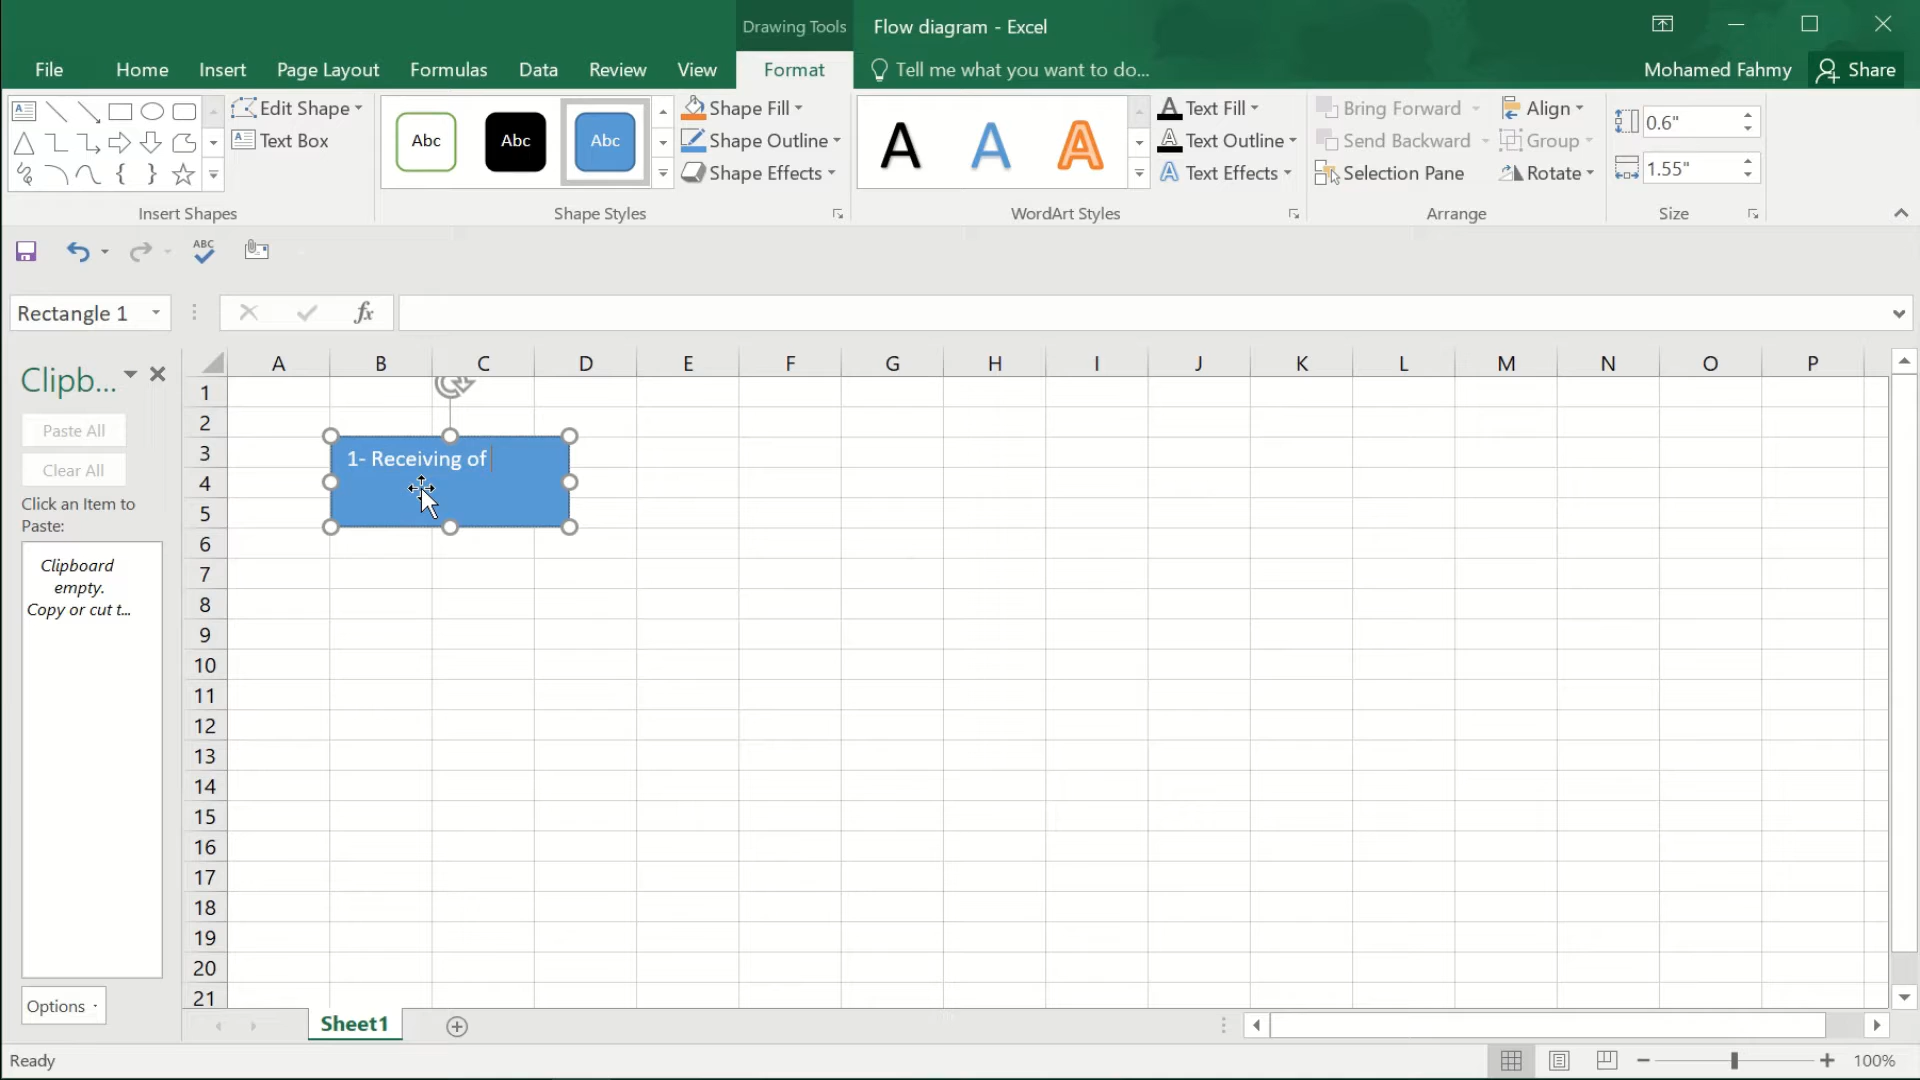 Drawing Tools
Flow diagram - Excel
File Home Insert Page Layout Formulas Data Review View Format Tell me what you want to do... Mohamed Fahmy Share
Edit Shape
Text Box
Insert Shapes
Abc Abc Abc
Shape Fill
Shape Outline
Shape Effects
Shape Styles
A A A
Text Fill
Text Outline
Text Effects
WordArt Styles
Bring Forward
Send Backward
Selection Pane
Align
Group
Rotate
Arrange
0.6"
1.55"
Size
ABC
Rectangle 1
fx
Clipb...
Paste All
Clear All
Click an Item to
Paste:
Clipboard
empty.
Copy or cut t...
Options
A B C D E F G H I J K L M N O P
1
2
3
4
5
6
7
8
9
10
11
12
13
14
15
16
17
18
19
20
21
1- Receiving of
Sheet1
Ready
100%